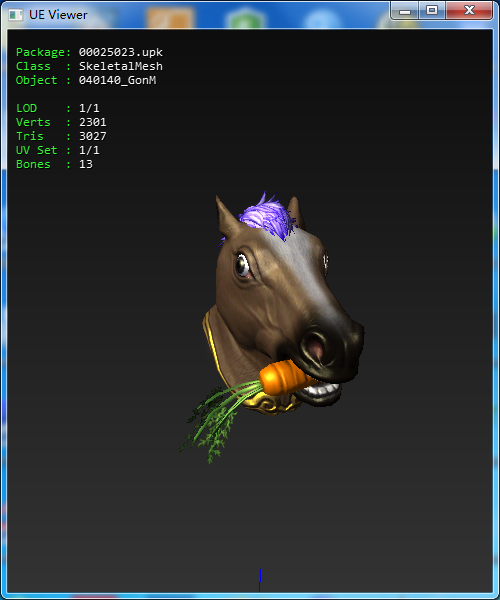 UE Viewer
Package: 00025023.upk
Class  : SkeletalMesh
Object : 040140_GonM
LOD    : 1/1
Verts  : 2301
Tris   : 3027
UV Set : 1/1
Bones  : 13